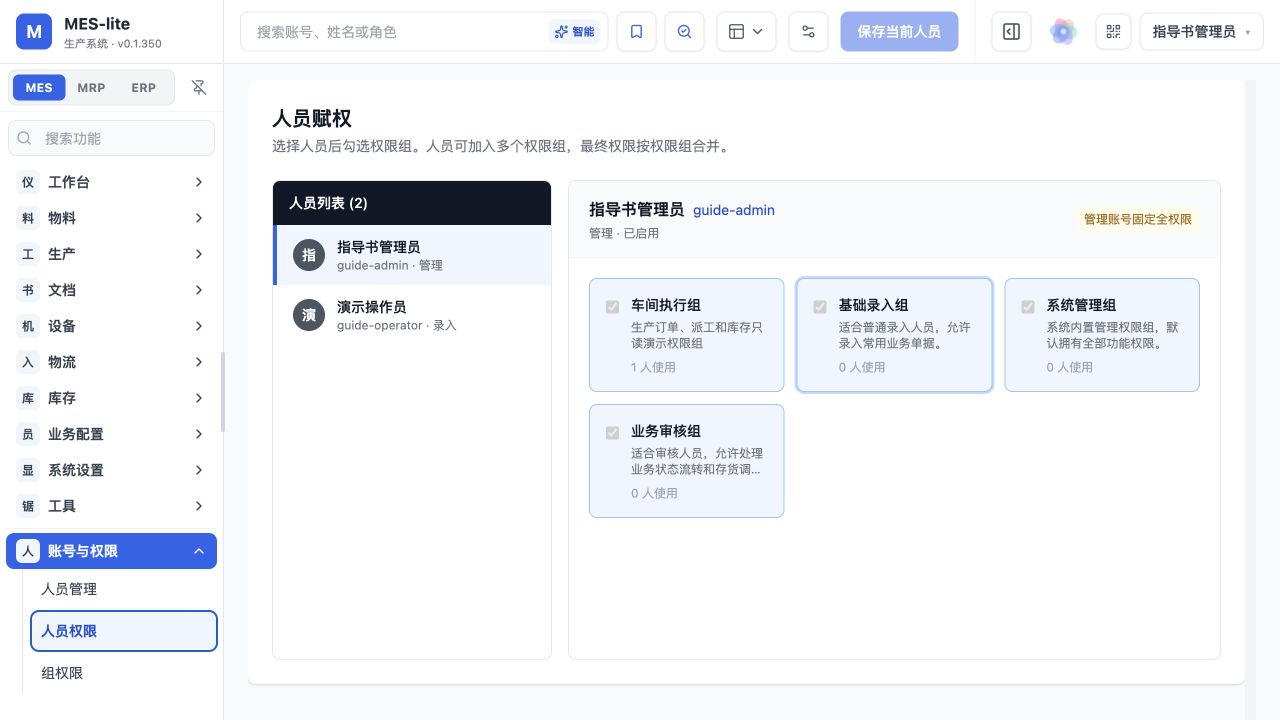 M
MES-lite
生产系统 · v0.1.350
搜索账号、姓名或角色
智能
保存当前人员
指导书管理员
MES
MRP
ERP
搜索功能
仪 工作台
料 物料
工 生产
书 文档
机 设备
入 物流
库 库存
员 业务配置
显 系统设置
锯 工具
人 账号与权限
人员管理
人员权限
组权限
人员赋权
选择人员后勾选权限组。人员可加入多个权限组，最终权限按权限组合并。
人员列表 (2)
指 指导书管理员
guide-admin · 管理
演 演示操作员
guide-operator · 录入
指导书管理员 guide-admin
管理 · 已启用
管理账号固定全权限
车间执行组
生产订单、派工和库存只
读演示权限组
1 人使用
基础录入组
适合普通录入人员，允许
录入常用业务单据。
0 人使用
系统管理组
系统内置管理权限组，默
认拥有全部功能权限。
0 人使用
业务审核组
适合审核人员，允许处理
业务状态流转和存货调...
0 人使用